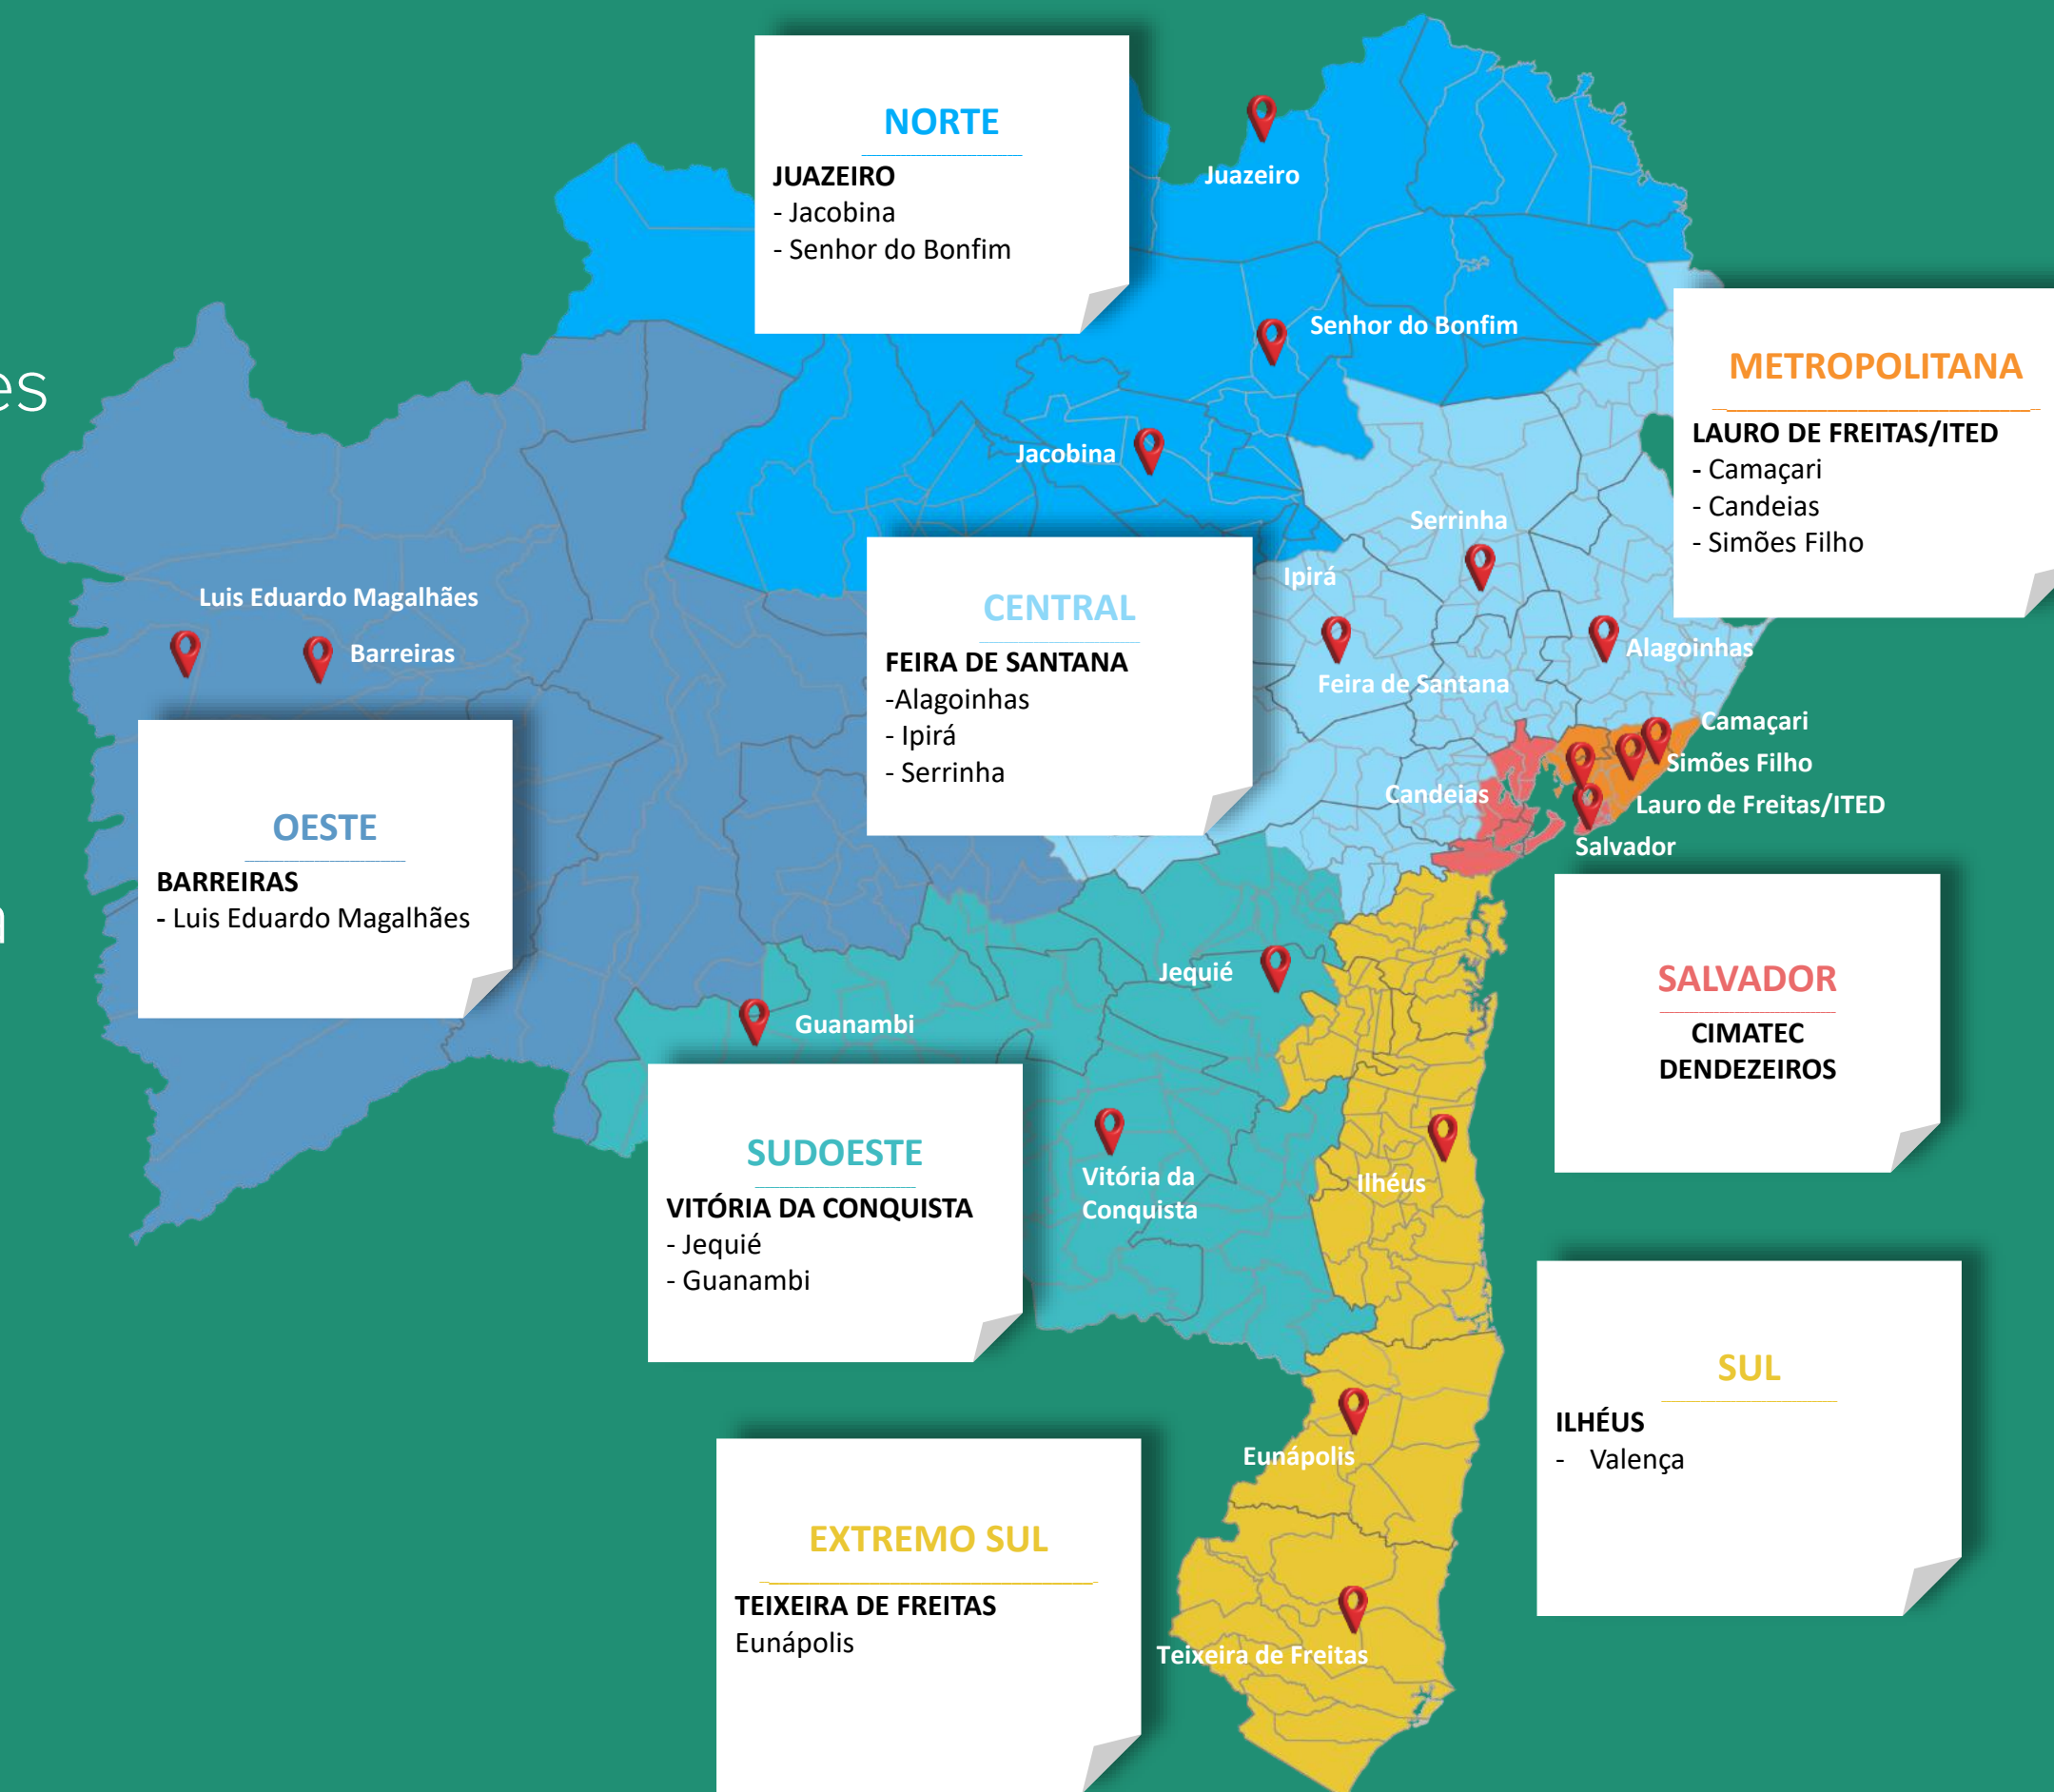 NORTE
JUAZEIRO
- Jacobina
- Senhor do Bonfim
Juazeiro
Senhor do Bonfim
METROPOLITANA
LAURO DE FREITAS/ITED
- Camaçari
- Candeias
- Simões Filho
es
Jacobina
Serrinha
Ipirá
Luis Eduardo Magalhães
Barreiras
CENTRAL
FEIRA DE SANTANA
-Alagoinhas
- Ipirá
- Serrinha
Alagoinhas
Feira de Santana
Camaçari
Simões Filho
Candeias
Lauro de Freitas/ITED
Salvador
OESTE
BARREIRAS
- Luis Eduardo Magalhães
SALVADOR
CIMATEC
DENDEZEIROS
Jequié
Guanambi
SUDOESTE
VITÓRIA DA CONQUISTA
- Jequié
- Guanambi
Vitória da
Conquista
Ilhéus
SUL
ILHÉUS
- Valença
Eunápolis
EXTREMO SUL
TEIXEIRA DE FREITAS
Eunápolis
Teixeira de Freitas